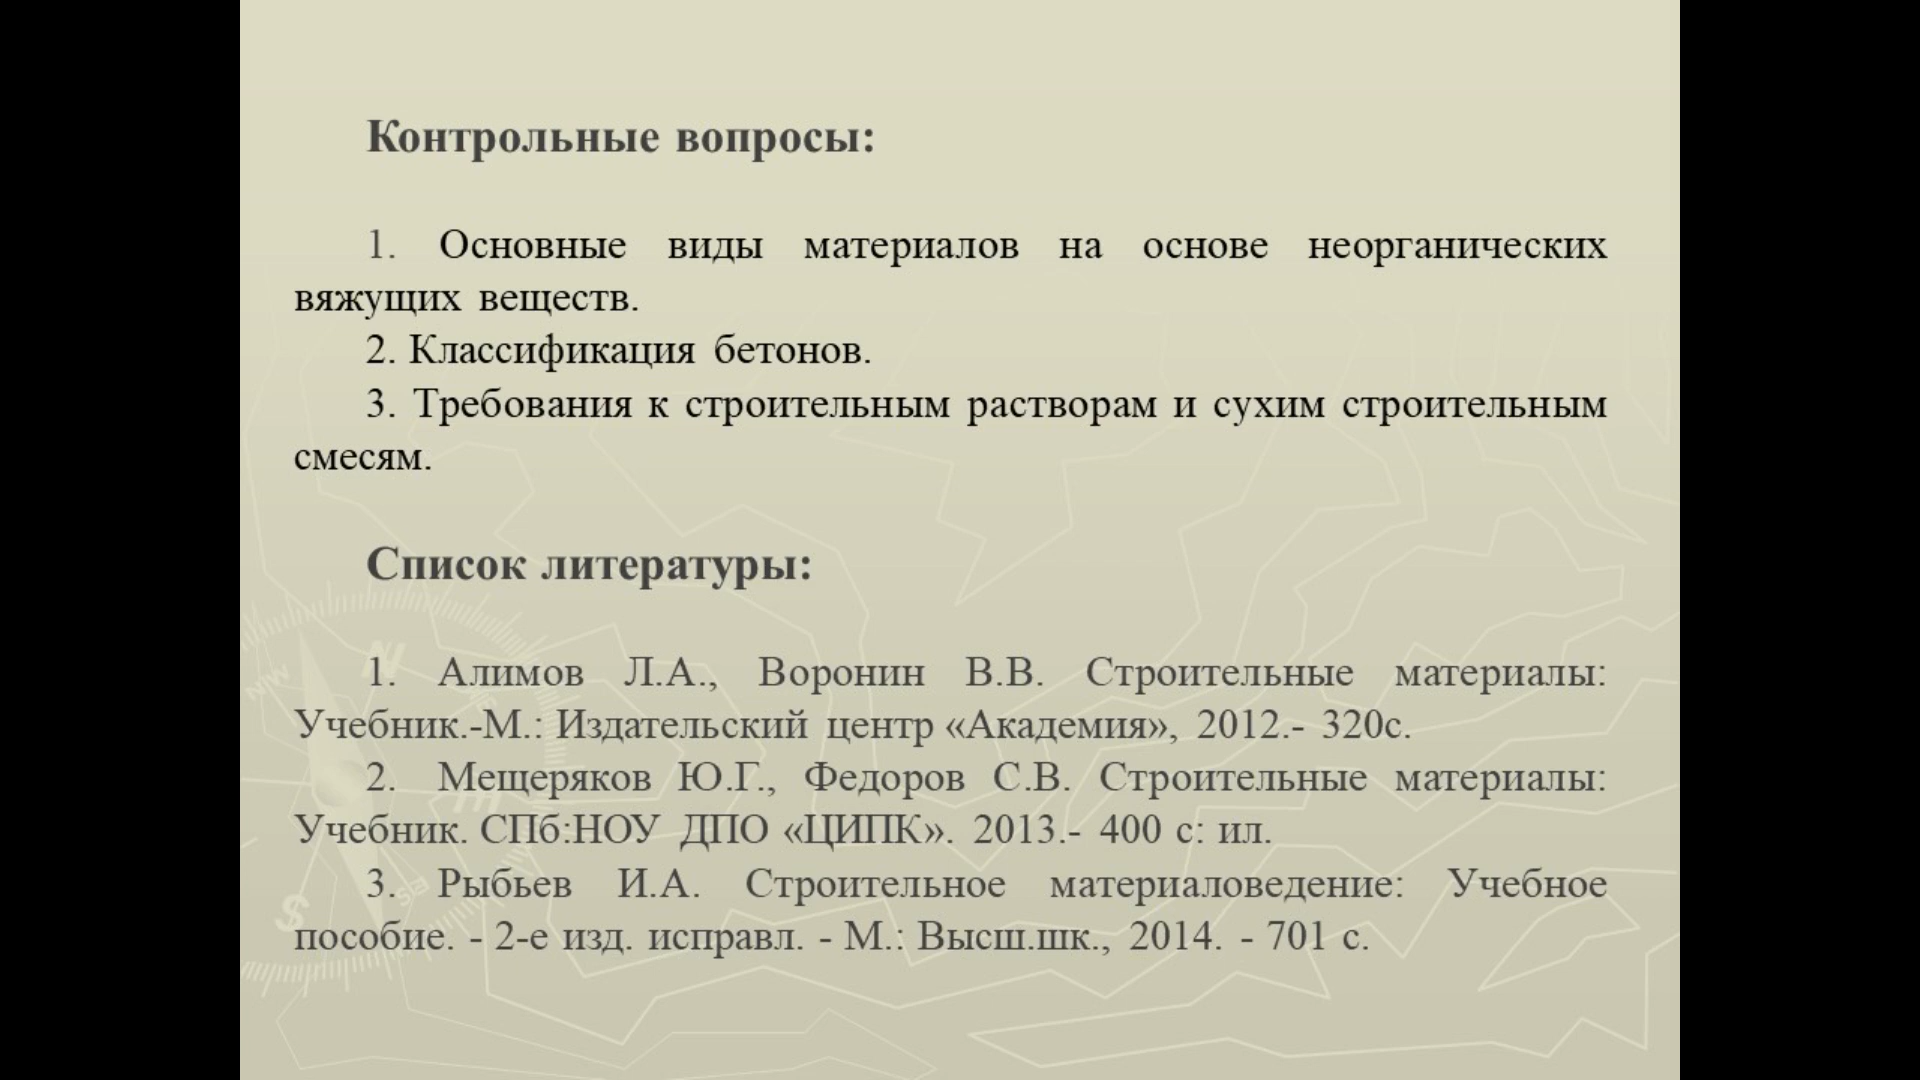 Контрольные вопросы:
1. Основные виды материалов на основе неорганических
вяжущих веществ.
2. Классификация бетонов.
3. Требования к строительным растворам и сухим строительным
смесям.
Список литературы:
1. Алимов Л.А., Воронин В.В. Строительные материалы:
Учебник.-М.: Издательский центр «Академия», 2012.- 320с.
2. Мещеряков Ю.Г., Федоров С.В. Строительные материалы:
Учебник. СПб:НОУ ДПО «ЦИПК». 2013.- 400 с: ил.
3. Рыбьев И.А. Строительное материаловедение: Учебное
пособие. - 2-е изд. исправл. - М.: Высш.шк., 2014. - 701 с.
N
NW
E
SE
S